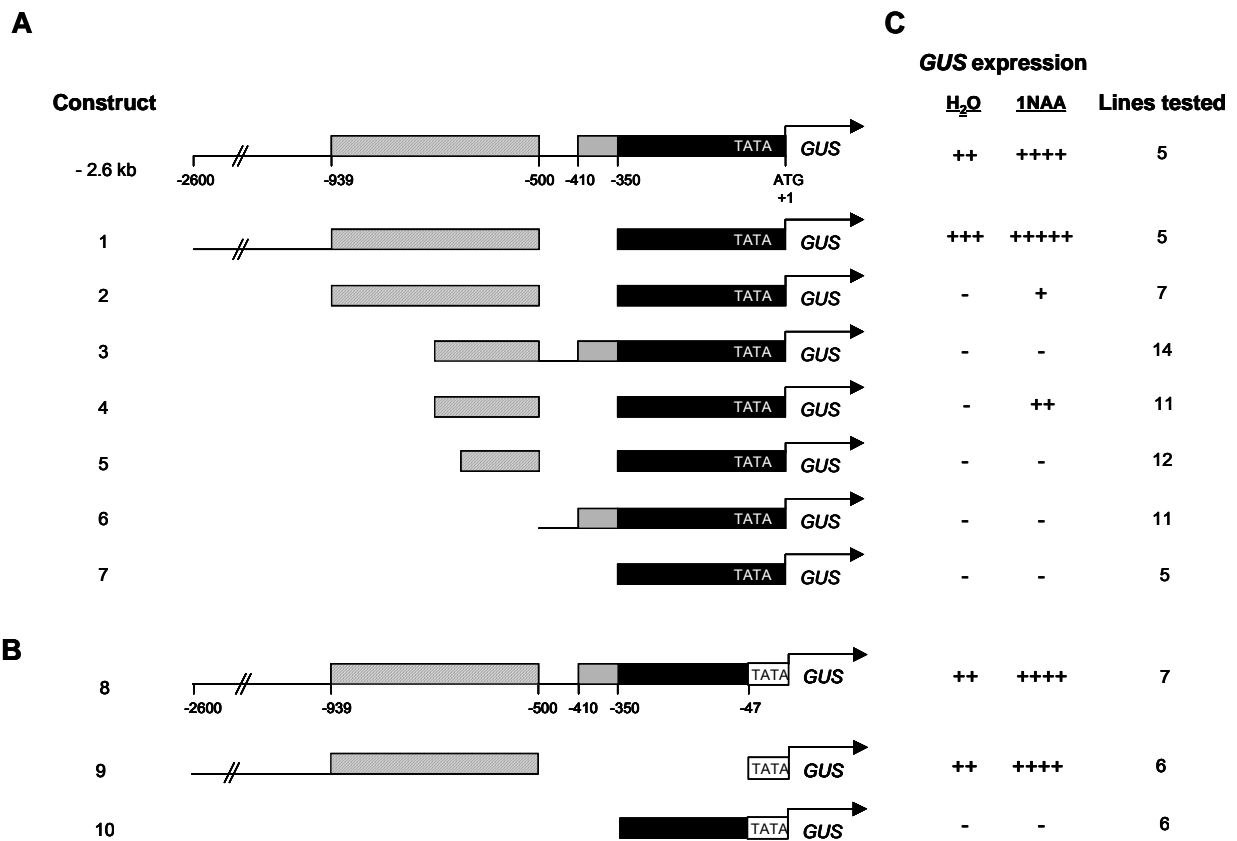 A
C
GUS expression
Construct
H2O 1NAA Lines tested
TATA GUS
- 2.6 kb ++ ++++ 5
-2600 -939 -500 -410 -350 ATG
+1
1 TATA GUS +++ +++++ 5
2 TATA GUS - + 7
3 TATA GUS - - 14
4 TATA GUS - ++ 11
5 TATA GUS - - 12
6 TATA GUS - - 11
7 TATA GUS - - 5
B
8 TATA GUS ++ ++++ 7
-2600 -939 -500 -410 -350 -47
9 TATA GUS ++ ++++ 6
10 TATA GUS - - 6